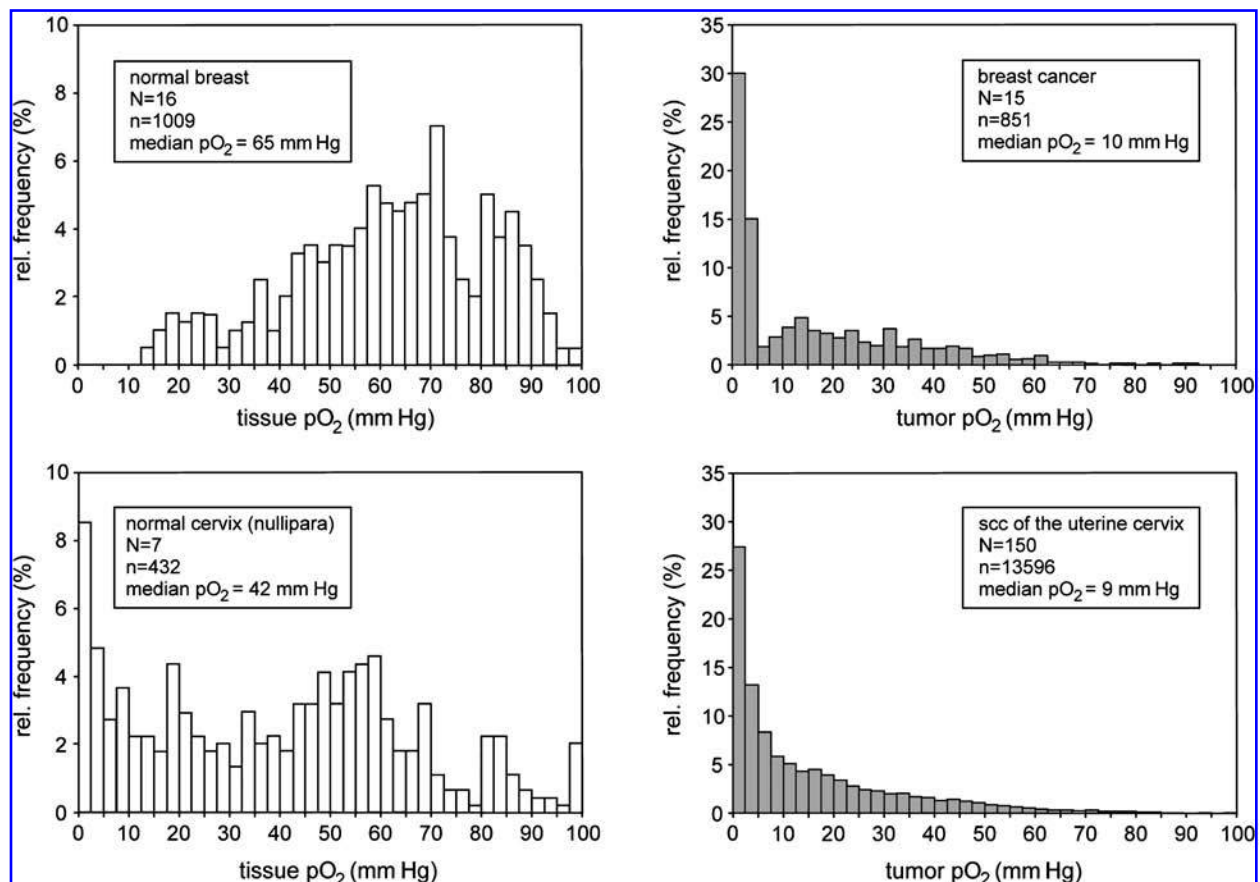 10
8
6
4
2
0
rel. frequency (%)
normal breast
N=16
n=1009
median pO₂ = 65 mm Hg
0 10 20 30 40 50 60 70 80 90 100
tissue pO₂ (mm Hg)
35
30
25
20
15
10
5
0
rel. frequency (%)
breast cancer
N=15
n=851
median pO₂ = 10 mm Hg
0 10 20 30 40 50 60 70 80 90 100
tumor pO₂ (mm Hg)
10
8
6
4
2
0
rel. frequency (%)
normal cervix (nullipara)
N=7
n=432
median pO₂ = 42 mm Hg
0 10 20 30 40 50 60 70 80 90 100
tissue pO₂ (mm Hg)
35
30
25
20
15
10
5
0
rel. frequency (%)
scc of the uterine cervix
N=150
n=13596
median pO₂ = 9 mm Hg
0 10 20 30 40 50 60 70 80 90 100
tumor pO₂ (mm Hg)